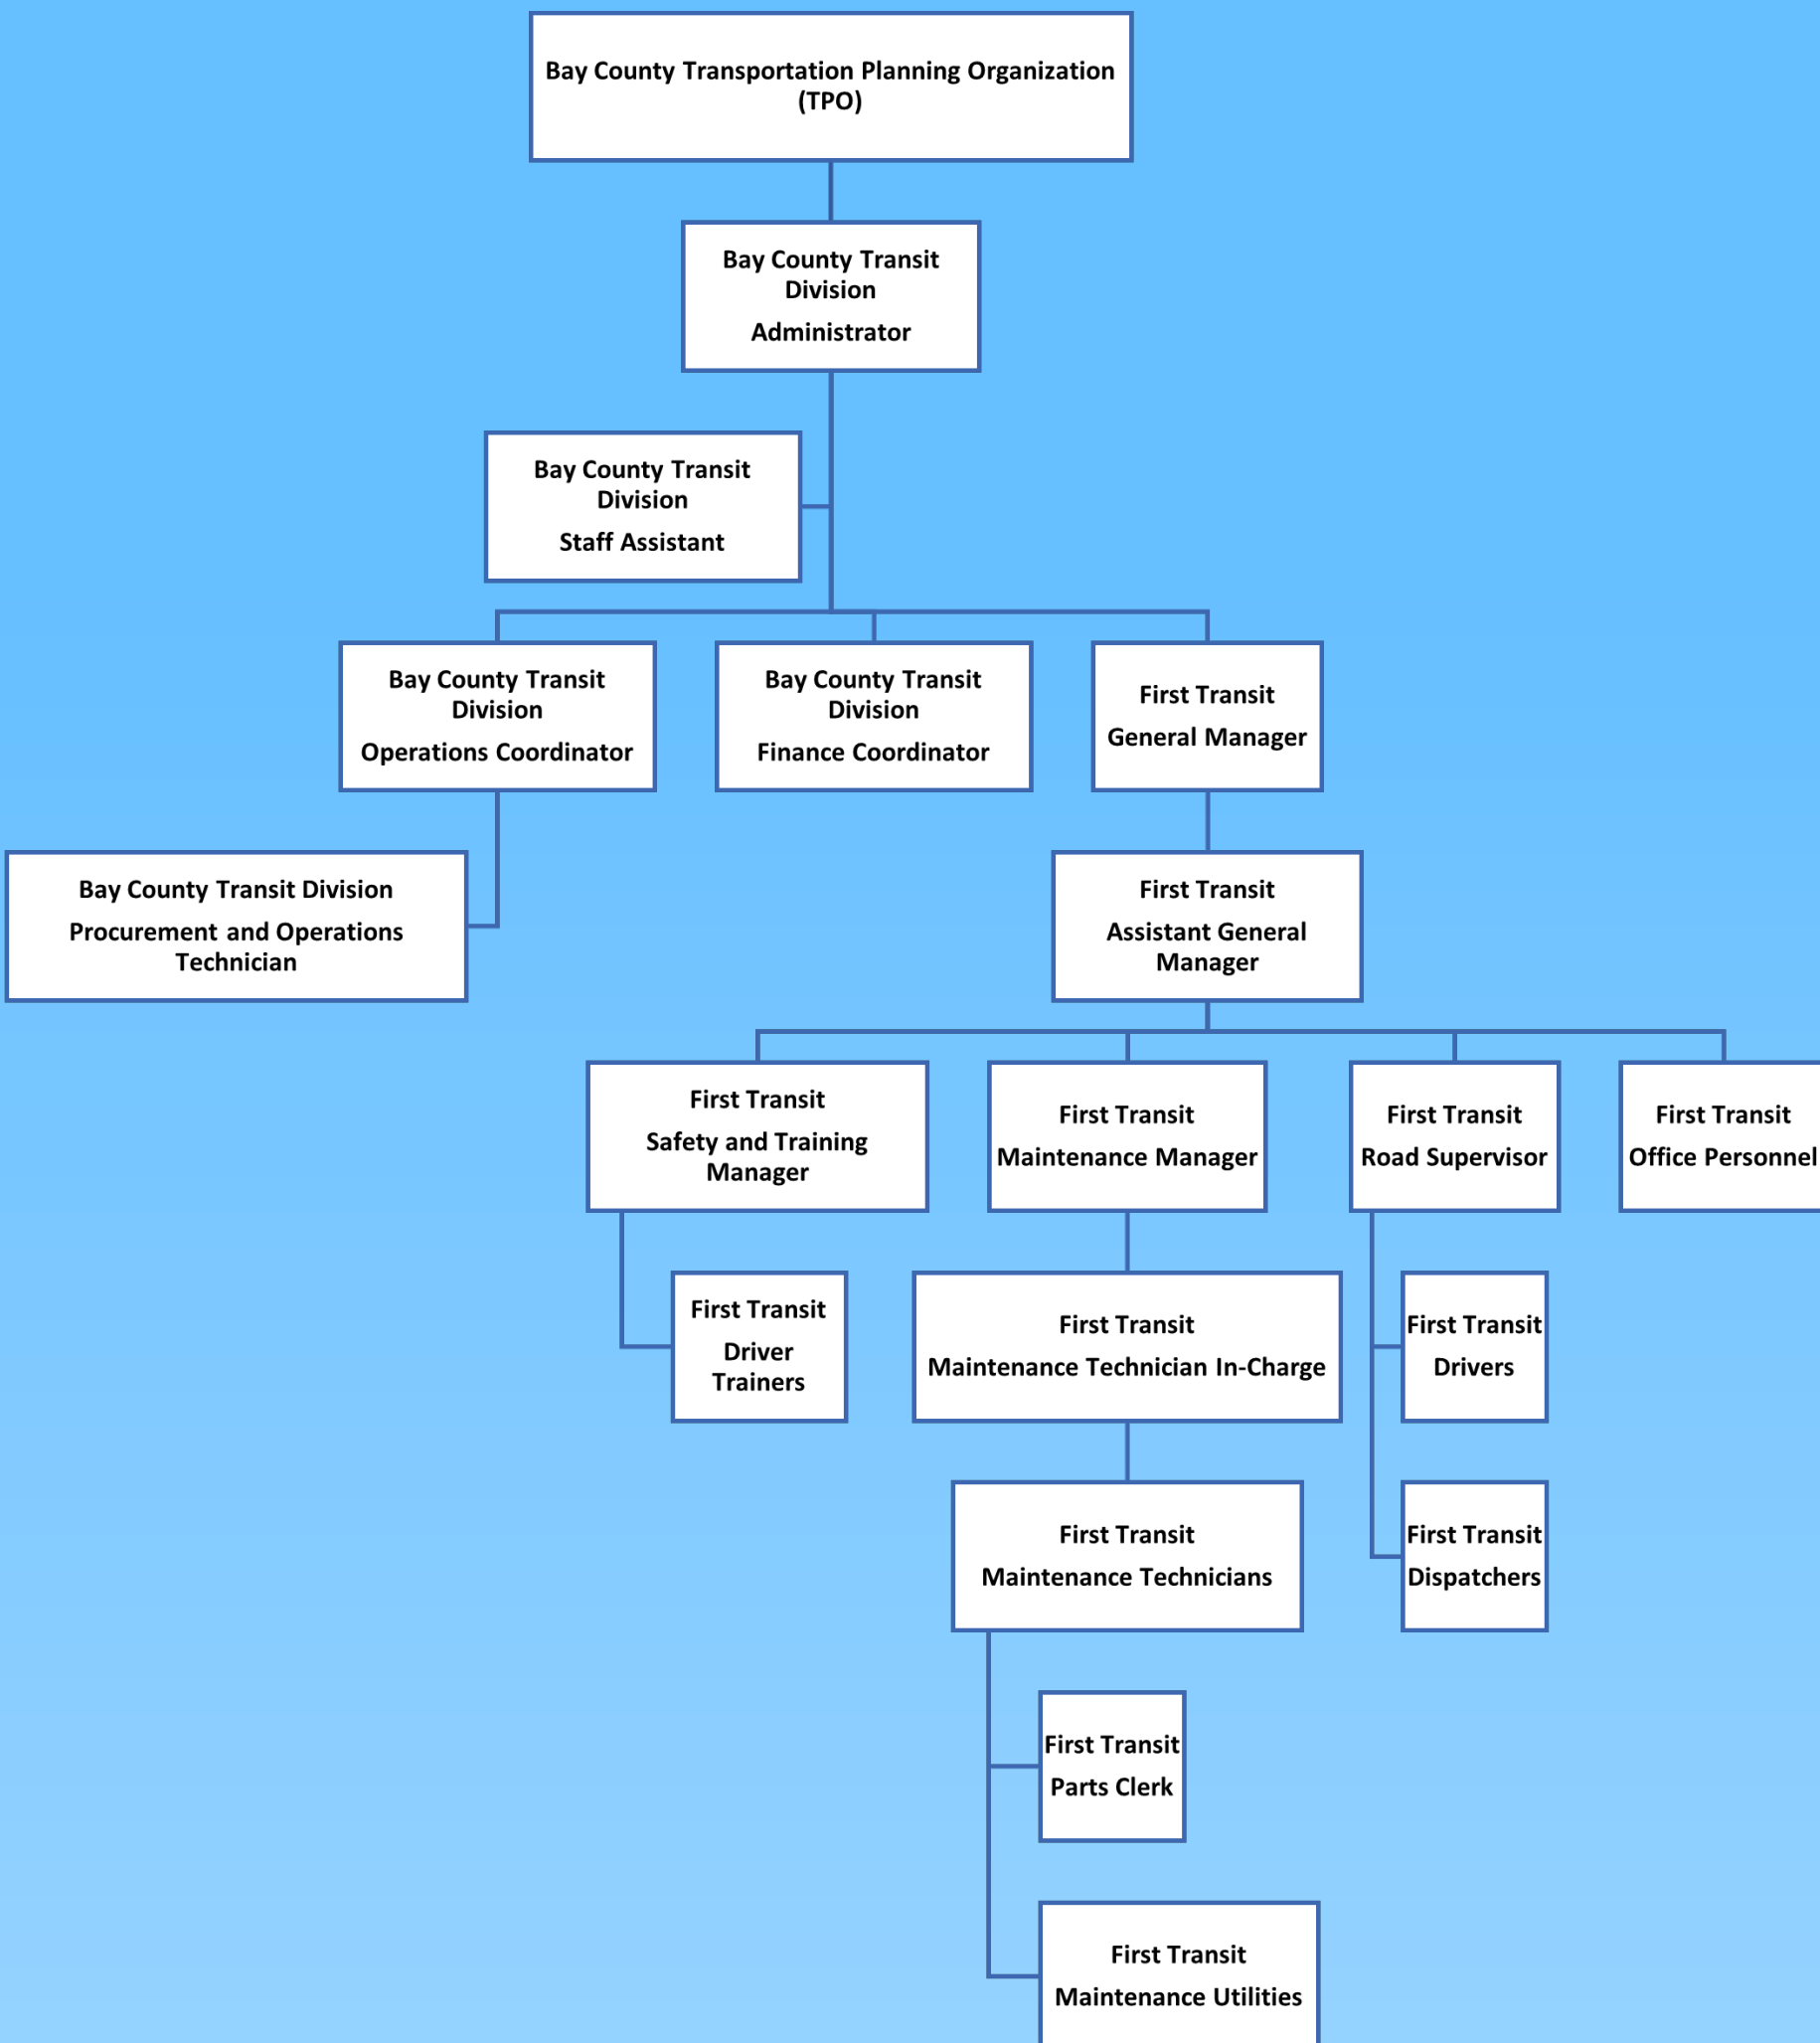 Bay County Transportation Planning Organization
(TPO)
Bay County Transit
Division
Administrator
Bay County Transit
Division
Staff Assistant
Bay County Transit
Division
Operations Coordinator
Bay County Transit
Division
Finance Coordinator
First Transit
General Manager
Bay County Transit Division
Procurement and Operations
Technician
First Transit
Assistant General
Manager
First Transit
Safety and Training
Manager
First Transit
Maintenance Manager
First Transit
Road Supervisor
First Transit
Office Personnel
First Transit
Driver
Trainers
First Transit
Maintenance Technician In-Charge
First Transit
Drivers
First Transit
Maintenance Technicians
First Transit
Dispatchers
First Transit
Parts Clerk
First Transit
Maintenance Utilities